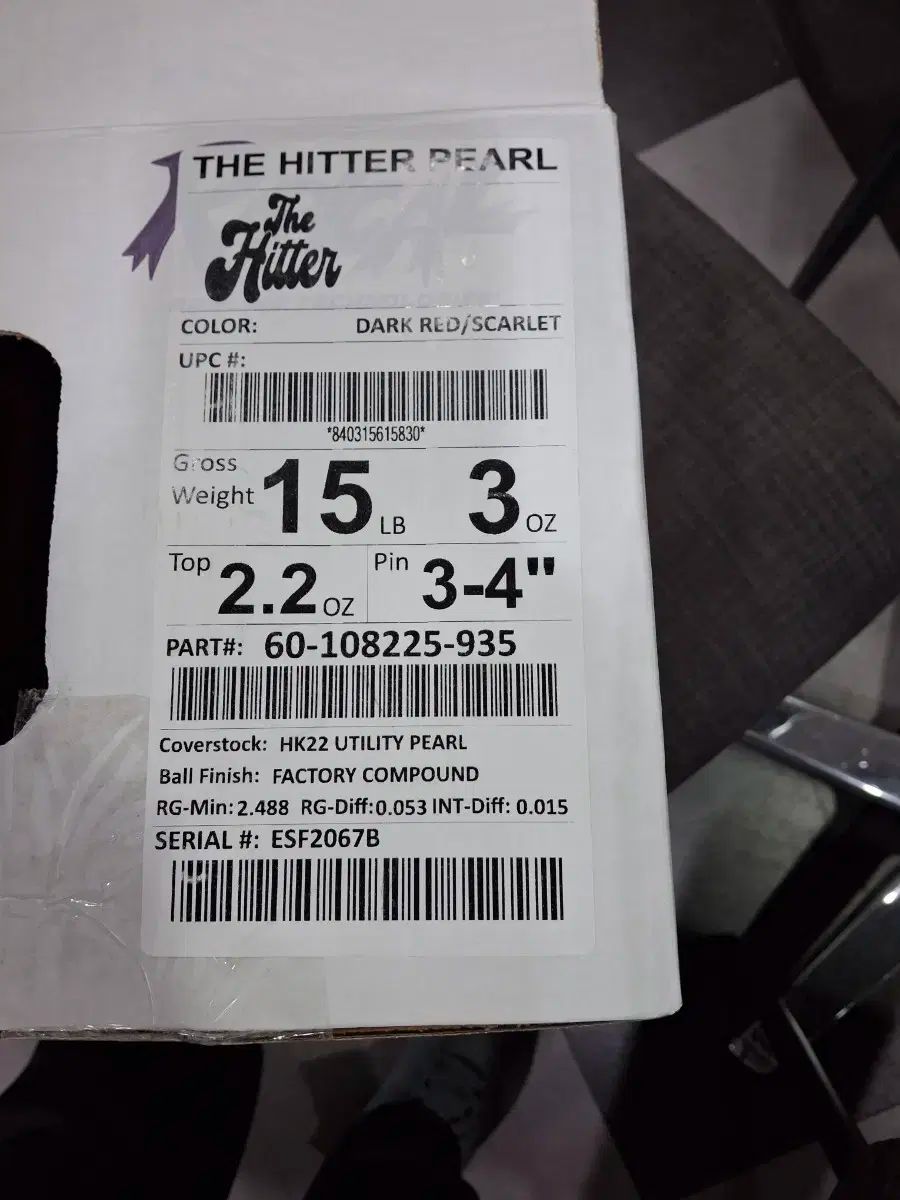 THE HITTER PEARL
The
Hitter
COLOR: DARK RED/SCARLET
UPC #:
*840315615830*
Gross
Weight 15 LB 3 OZ
Top 2.2 OZ Pin 3-4"
PART#: 60-108225-935
Coverstock: HK22 UTILITY PEARL
Ball Finish: FACTORY COMPOUND
RG-Min: 2.488 RG-Diff: 0.053 INT-Diff: 0.015
SERIAL #: ESF2067B